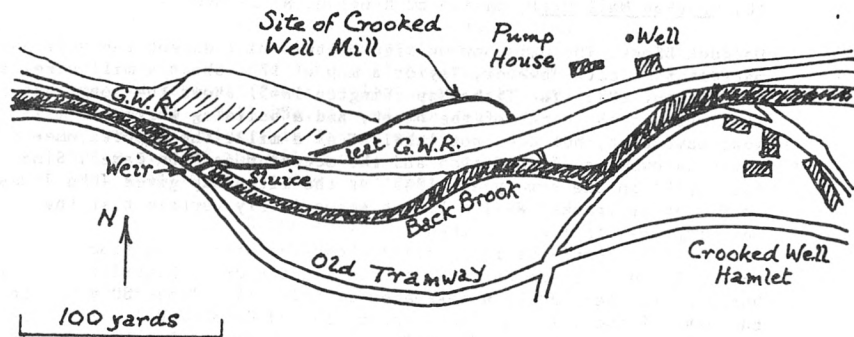 Site of Crooked
Well Mill
Pump
House
Well
G.W.R.
leat
G.W.R.
Sluice
Weir
Back Brook
N
Old Tramway
Crooked Well
Hamlet
100 yards